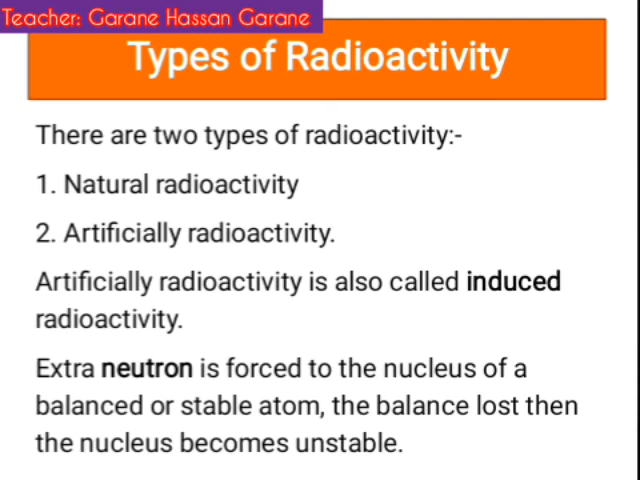 Teacher: Garane Hassan Garane
Types of Radioactivity
There are two types of radioactivity:-
1. Natural radioactivity
2. Artificially radioactivity.
Artificially radioactivity is also called induced
radioactivity.
Extra neutron is forced to the nucleus of a
balanced or stable atom, the balance lost then
the nucleus becomes unstable.